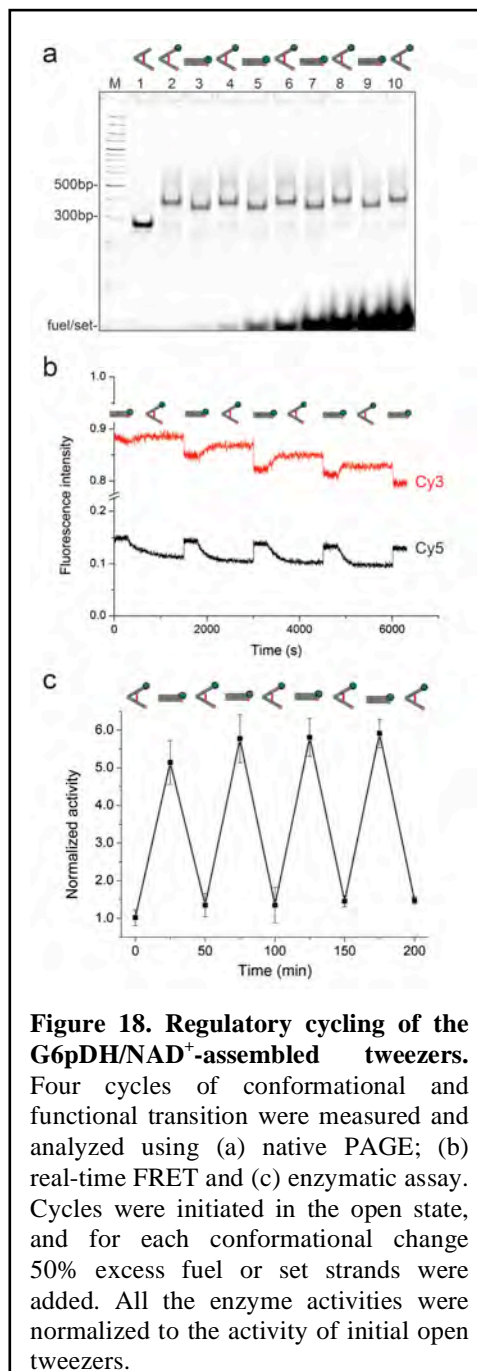 a
M 1 2 3 4 5 6 7 8 9 10
500bp-
300bp-
fuel/set-
b
1.0
0.9
0.8
0.1
0.0
Fluorescence intensity
Cy3
Cy5
0 2000 4000 6000
Time (s)
c
6.0
5.0
4.0
3.0
2.0
1.0
Normalized activity
0 50 100 150 200
Time (min)
Figure 18. Regulatory cycling of the
G6pDH/NAD⁺-assembled tweezers.
Four cycles of conformational and
functional transition were measured and
analyzed using (a) native PAGE; (b)
real-time FRET and (c) enzymatic assay.
Cycles were initiated in the open state,
and for each conformational change
50% excess fuel or set strands were
added. All the enzyme activities were
normalized to the activity of initial open
tweezers.